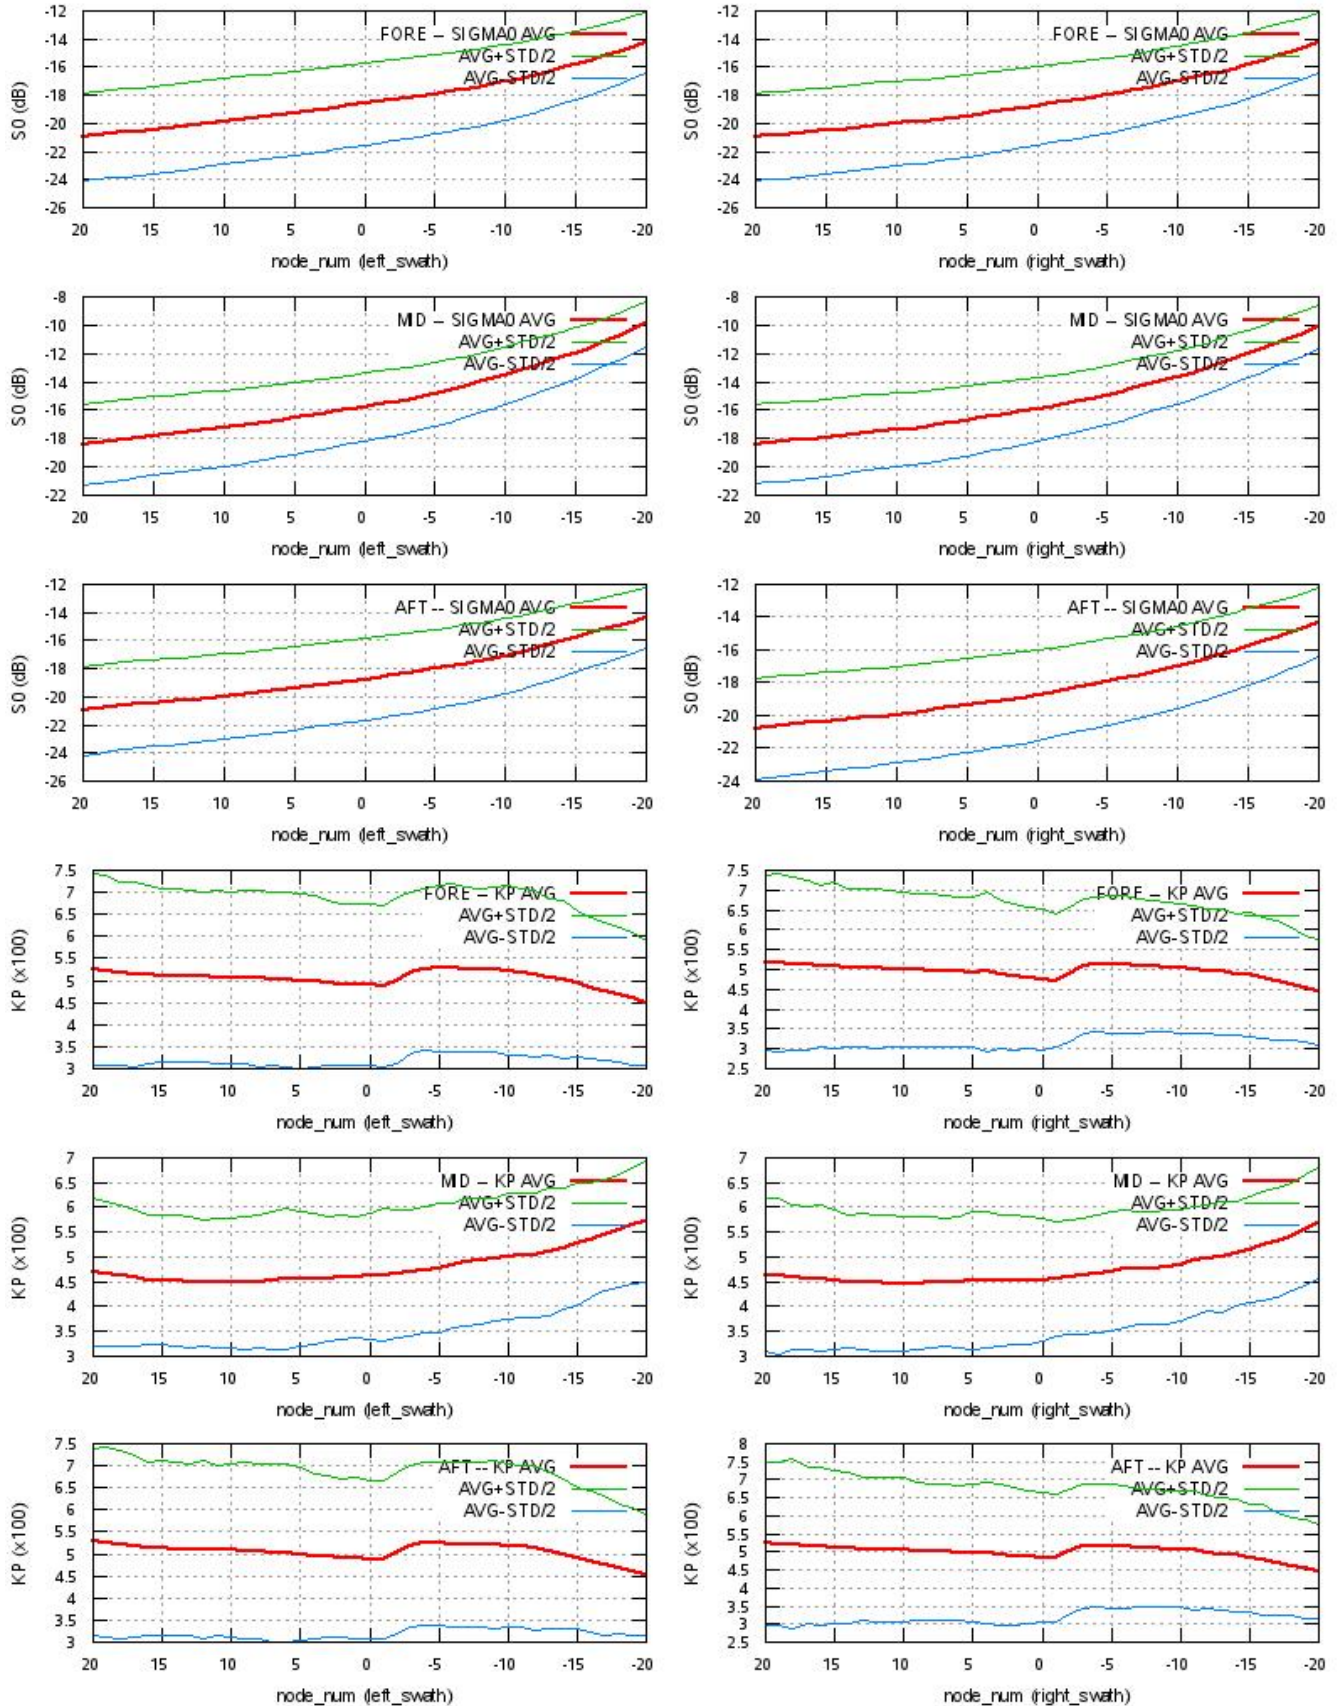 -12
-14
-16
-18
-20
-22
-24
-26
S0 (dB)
FORE -- SIGMA0 AVG
AVG+STD/2
AVG-STD/2
20 15 10 5 0 -5 -10 -15 -20
node_num (left_swath)
-12
-14
-16
-18
-20
-22
-24
-26
S0 (dB)
FORE -- SIGMA0 AVG
AVG+STD/2
AVG-STD/2
20 15 10 5 0 -5 -10 -15 -20
node_num (right_swath)
-8
-10
-12
-14
-16
-18
-20
-22
S0 (dB)
MID -- SIGMA0 AVG
AVG+STD/2
AVG-STD/2
20 15 10 5 0 -5 -10 -15 -20
node_num (left_swath)
-8
-10
-12
-14
-16
-18
-20
-22
S0 (dB)
MID -- SIGMA0 AVG
AVG+STD/2
AVG-STD/2
20 15 10 5 0 -5 -10 -15 -20
node_num (right_swath)
-12
-14
-16
-18
-20
-22
-24
-26
S0 (dB)
AFT -- SIGMA0 AVG
AVG+STD/2
AVG-STD/2
20 15 10 5 0 -5 -10 -15 -20
node_num (left_swath)
-12
-14
-16
-18
-20
-22
-24
S0 (dB)
AFT -- SIGMA0 AVG
AVG+STD/2
AVG-STD/2
20 15 10 5 0 -5 -10 -15 -20
node_num (right_swath)
7.5
7
6.5
6
5.5
5
4.5
4
3.5
3
KP (x100)
FORE -- KP AVG
AVG+STD/2
AVG-STD/2
20 15 10 5 0 -5 -10 -15 -20
node_num (left_swath)
7.5
7
6.5
6
5.5
5
4.5
4
3.5
3
2.5
KP (x100)
FORE -- KP AVG
AVG+STD/2
AVG-STD/2
20 15 10 5 0 -5 -10 -15 -20
node_num (right_swath)
7
6.5
6
5.5
5
4.5
4
3.5
3
KP (x100)
MID -- KP AVG
AVG+STD/2
AVG-STD/2
20 15 10 5 0 -5 -10 -15 -20
node_num (left_swath)
7
6.5
6
5.5
5
4.5
4
3.5
3
KP (x100)
MID -- KP AVG
AVG+STD/2
AVG-STD/2
20 15 10 5 0 -5 -10 -15 -20
node_num (right_swath)
7.5
7
6.5
6
5.5
5
4.5
4
3.5
3
KP (x100)
AFT -- KP AVG
AVG+STD/2
AVG-STD/2
20 15 10 5 0 -5 -10 -15 -20
node_num (left_swath)
8
7.5
7
6.5
6
5.5
5
4.5
4
3.5
3
2.5
KP (x100)
AFT -- KP AVG
AVG+STD/2
AVG-STD/2
20 15 10 5 0 -5 -10 -15 -20
node_num (right_swath)